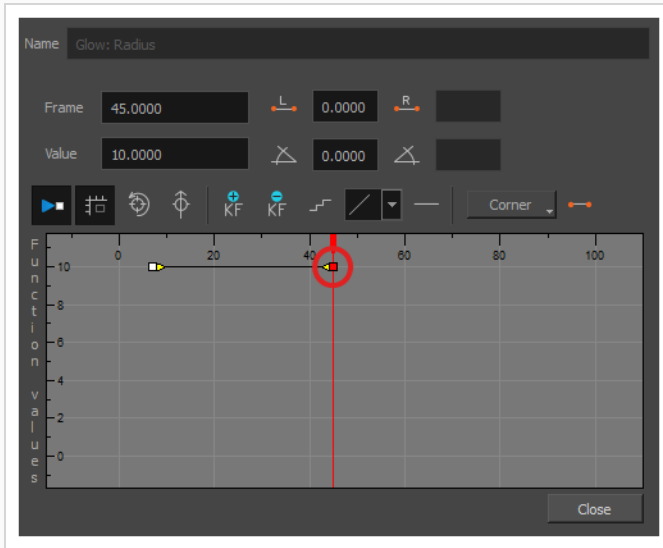 Name Glow: Radius
Frame 45.0000 L 0.0000 R
Value 10.0000 0.0000
KF KF Corner
0 20 40 60 80 100
Function values
10
8
6
4
2
0
Close